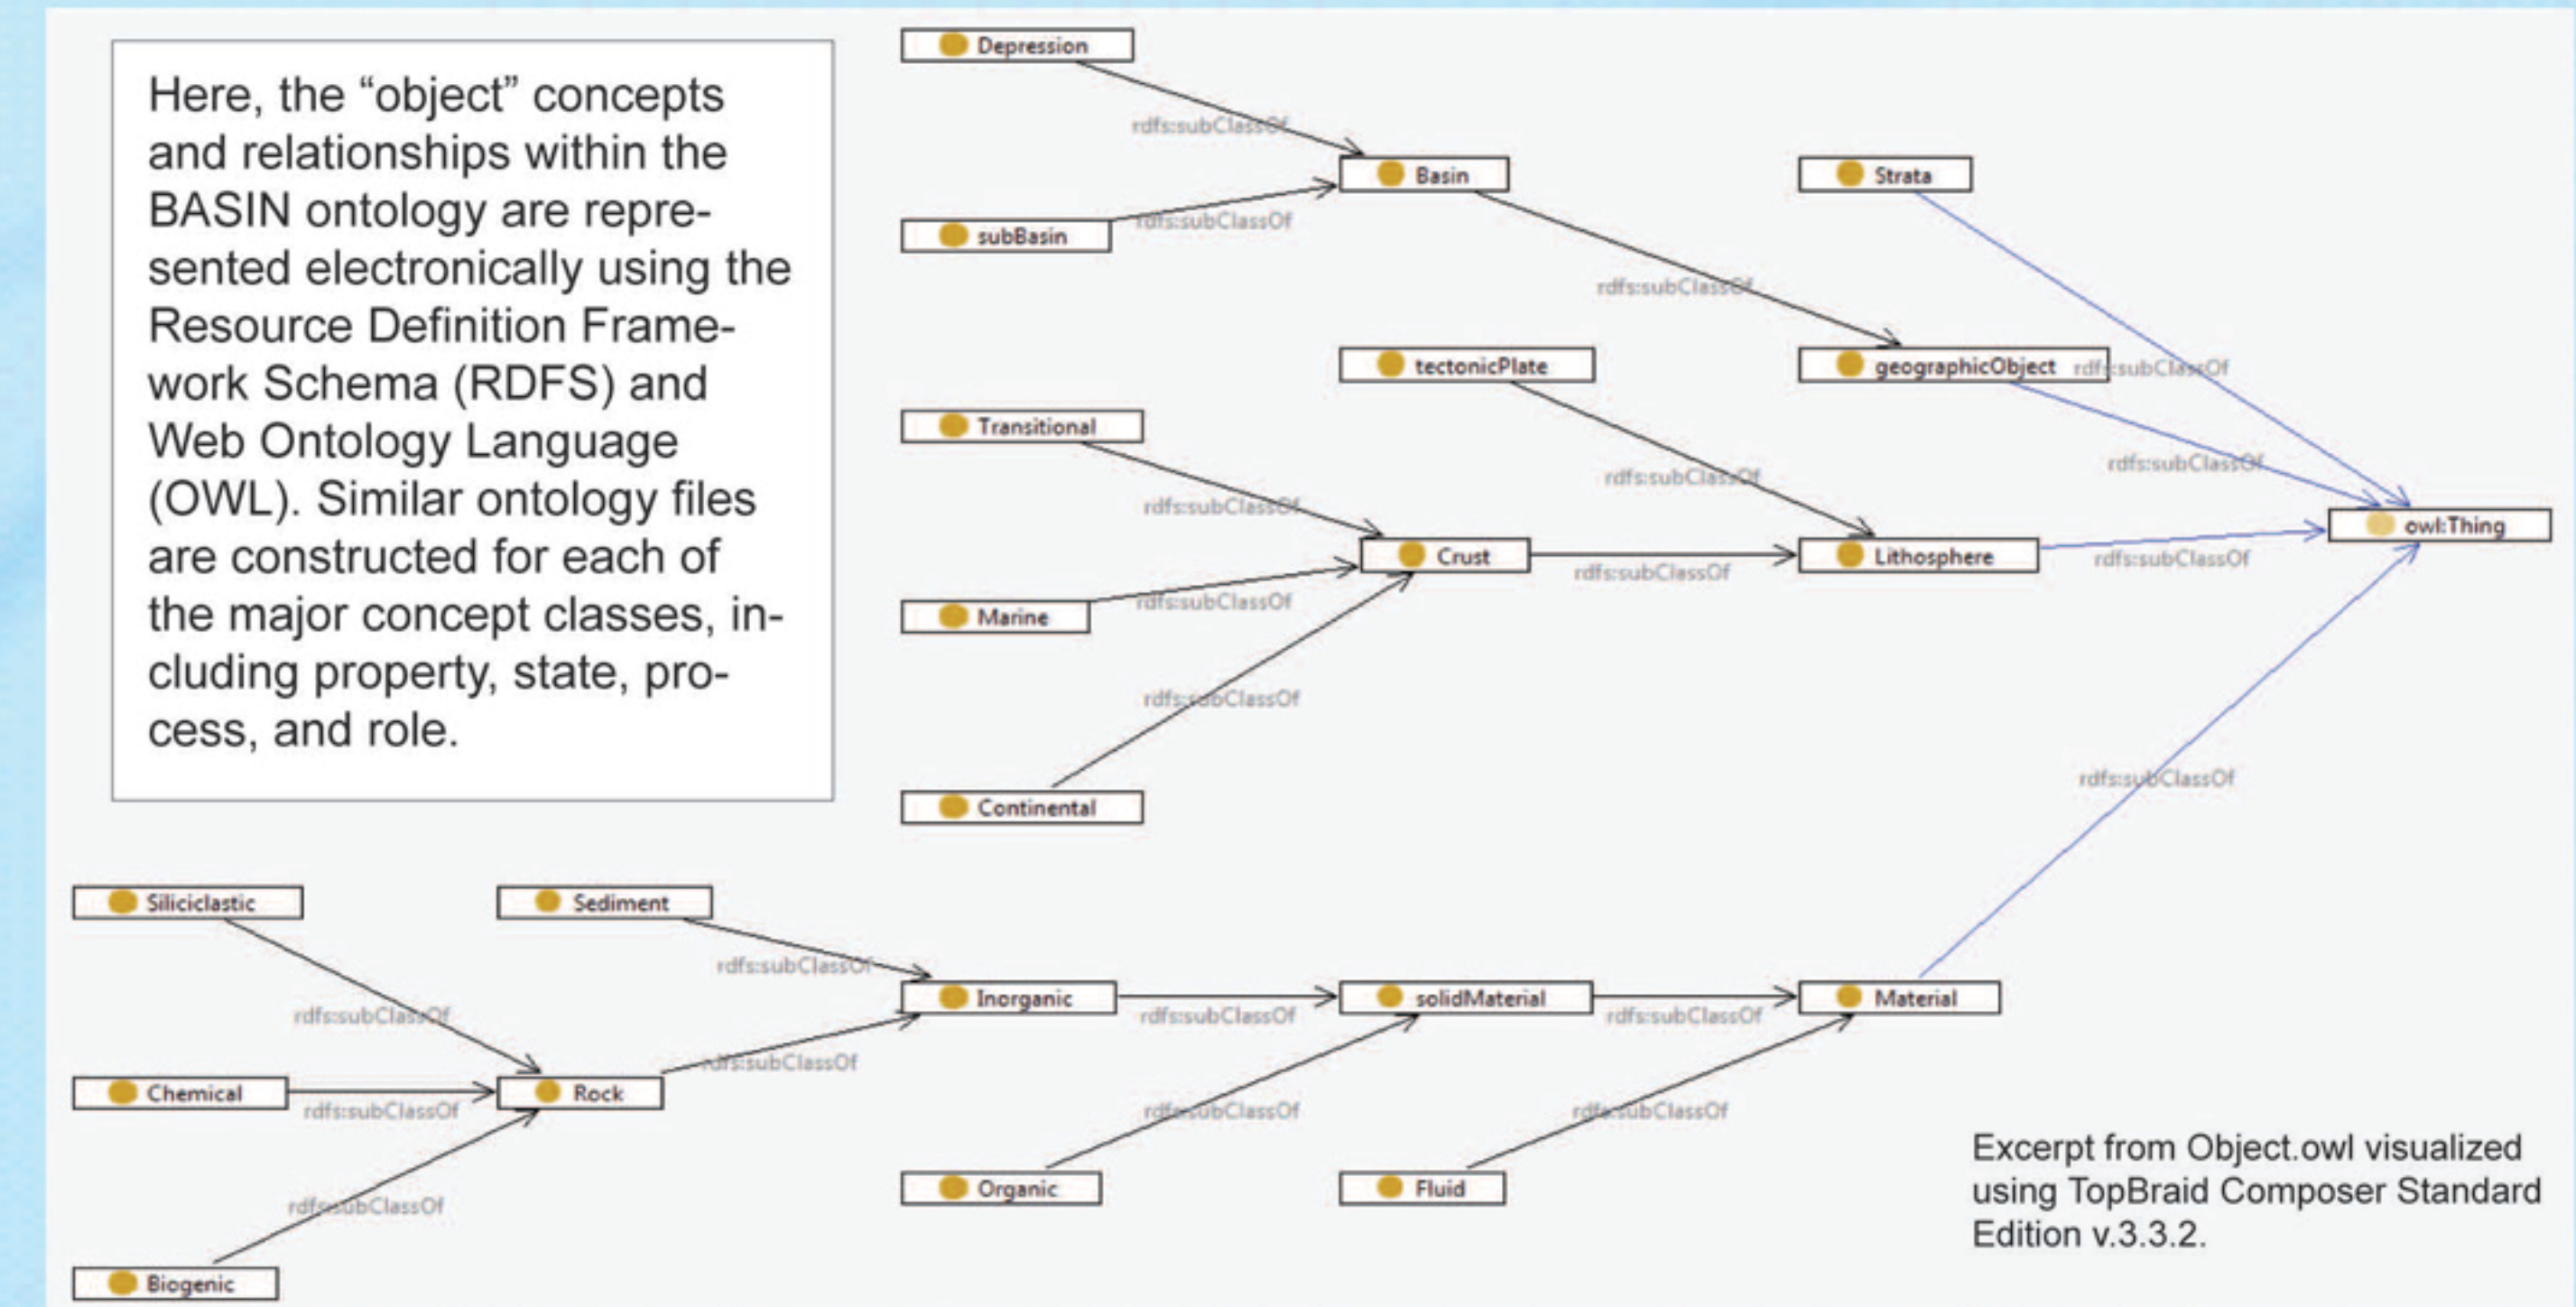 Here, the “object” concepts
and relationships within the
BASIN ontology are repre-
sented electronically using the
Resource Definition Frame-
work Schema (RDFS) and
Web Ontology Language
(OWL). Similar ontology files
are constructed for each of
the major concept classes, in-
cluding property, state, pro-
cess, and role.
Depression
rdfs:subClassOf
Basin
Strata
subBasin
rdfs:subClassOf
rdfs:subClassOf
tectonicPlate
geographicObject
rdfs:subClassOf
Transitional
rdfs:subClassOf
rdfs:subClassOf
rdfs:subClassOf
owl:Thing
Crust
rdfs:subClassOf
Lithosphere
rdfs:subClassOf
Marine
rdfs:subClassOf
rdfs:subClassOf
Continental
rdfs:subClassOf
Siliciclastic
Sediment
rdfs:subClassOf
Inorganic
rdfs:subClassOf
solidMaterial
rdfs:subClassOf
Material
rdfs:subClassOf
rdfs:subClassOf
Chemical
rdfs:subClassOf
Rock
rdfs:subClassOf
rdfs:subClassOf
Organic
Fluid
rdfs:subClassOf
Biogenic
Excerpt from Object.owl visualized
using TopBraid Composer Standard
Edition v.3.3.2.